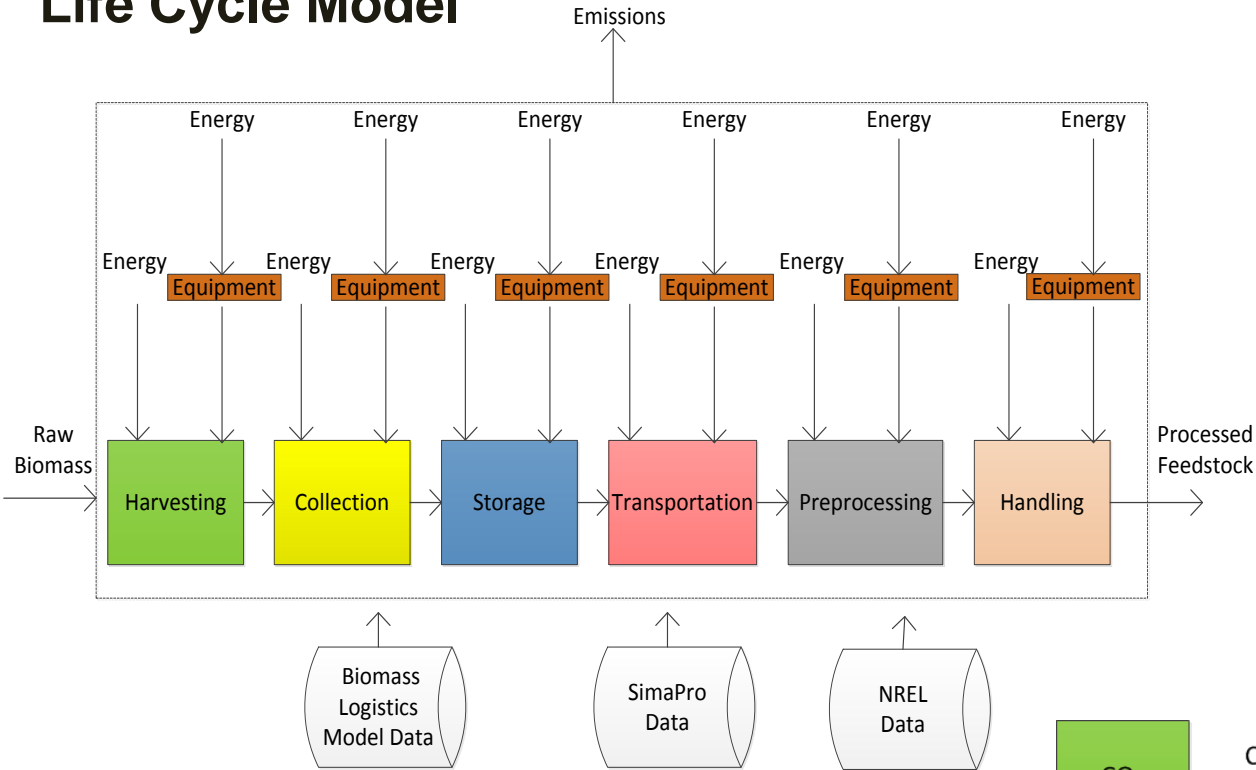 Life Cycle Model
Emissions
Energy Energy Energy Energy Energy Energy
Energy Energy Energy Energy Energy Energy
Equipment Equipment Equipment Equipment Equipment Equipment
Raw
Biomass
Harvesting Collection Storage Transportation Preprocessing Handling
Processed
Feedstock
Biomass
Logistics
Model Data
SimaPro
Data
NREL
Data